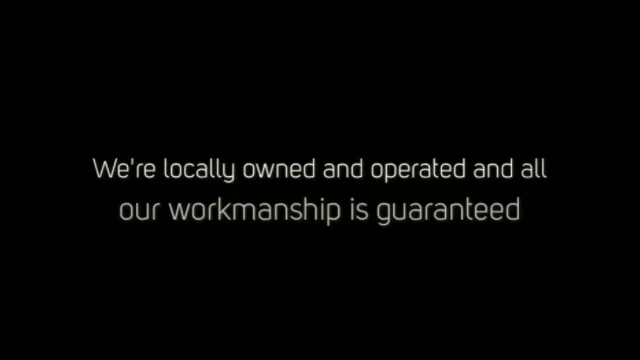 We're locally owned and operated and all
our workmanship is guaranteed